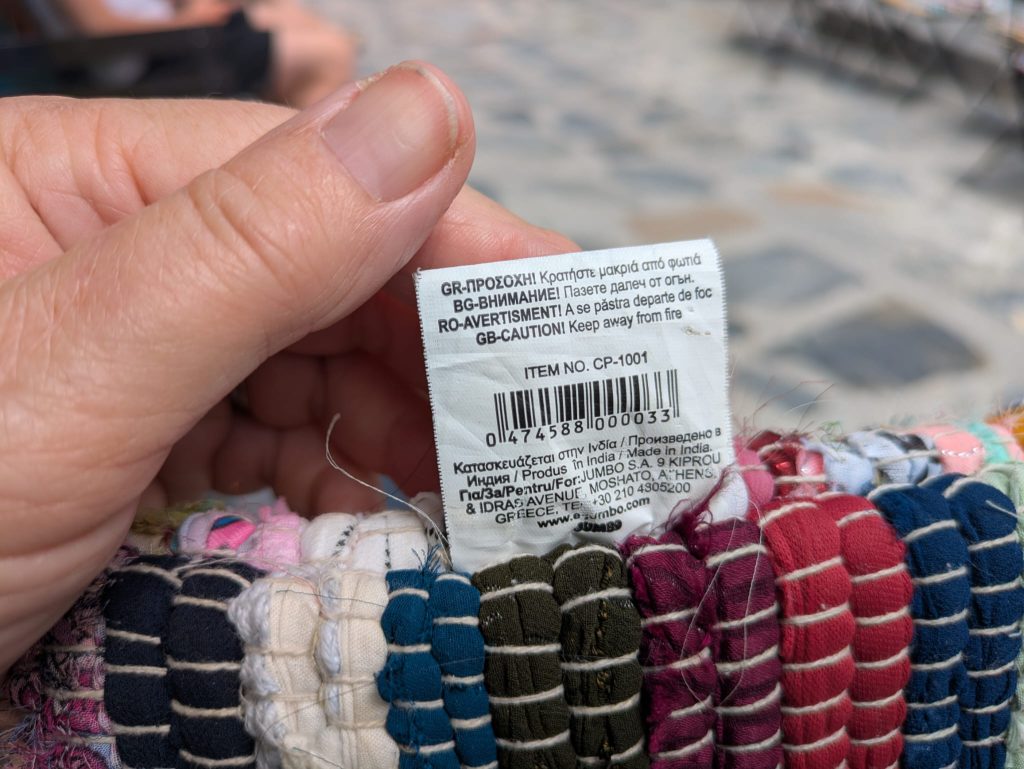 GR-ΠΡΟΣΟΧΗ! Κρατήστε μακριά από φωτιά
BG-ВНИМАНИЕ! Пазете далеч от огън.
RO-AVERTISMENT! A se păstra departe de foc
GB-CAUTION! Keep away from fire
ITEM NO. CP-1001
0 474588 000033
Κατασκευάζεται στην Ινδία / Произведено в
Индия / Produs in India / Made in India.
Για/За/Pentru/For:JUMBO S.A. 9 KIPROU
& IDRAS AVENUE, MOSHATO, ATHENS,
GREECE, +30 210 4305200
JUMBO